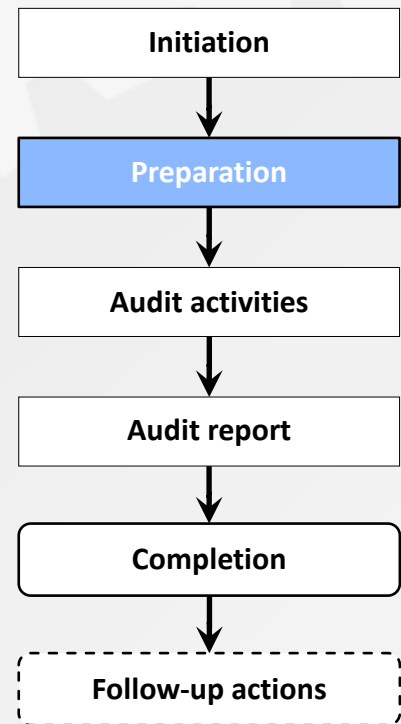 Initiation
Preparation
Audit activities
Audit report
Completion
Follow-up actions